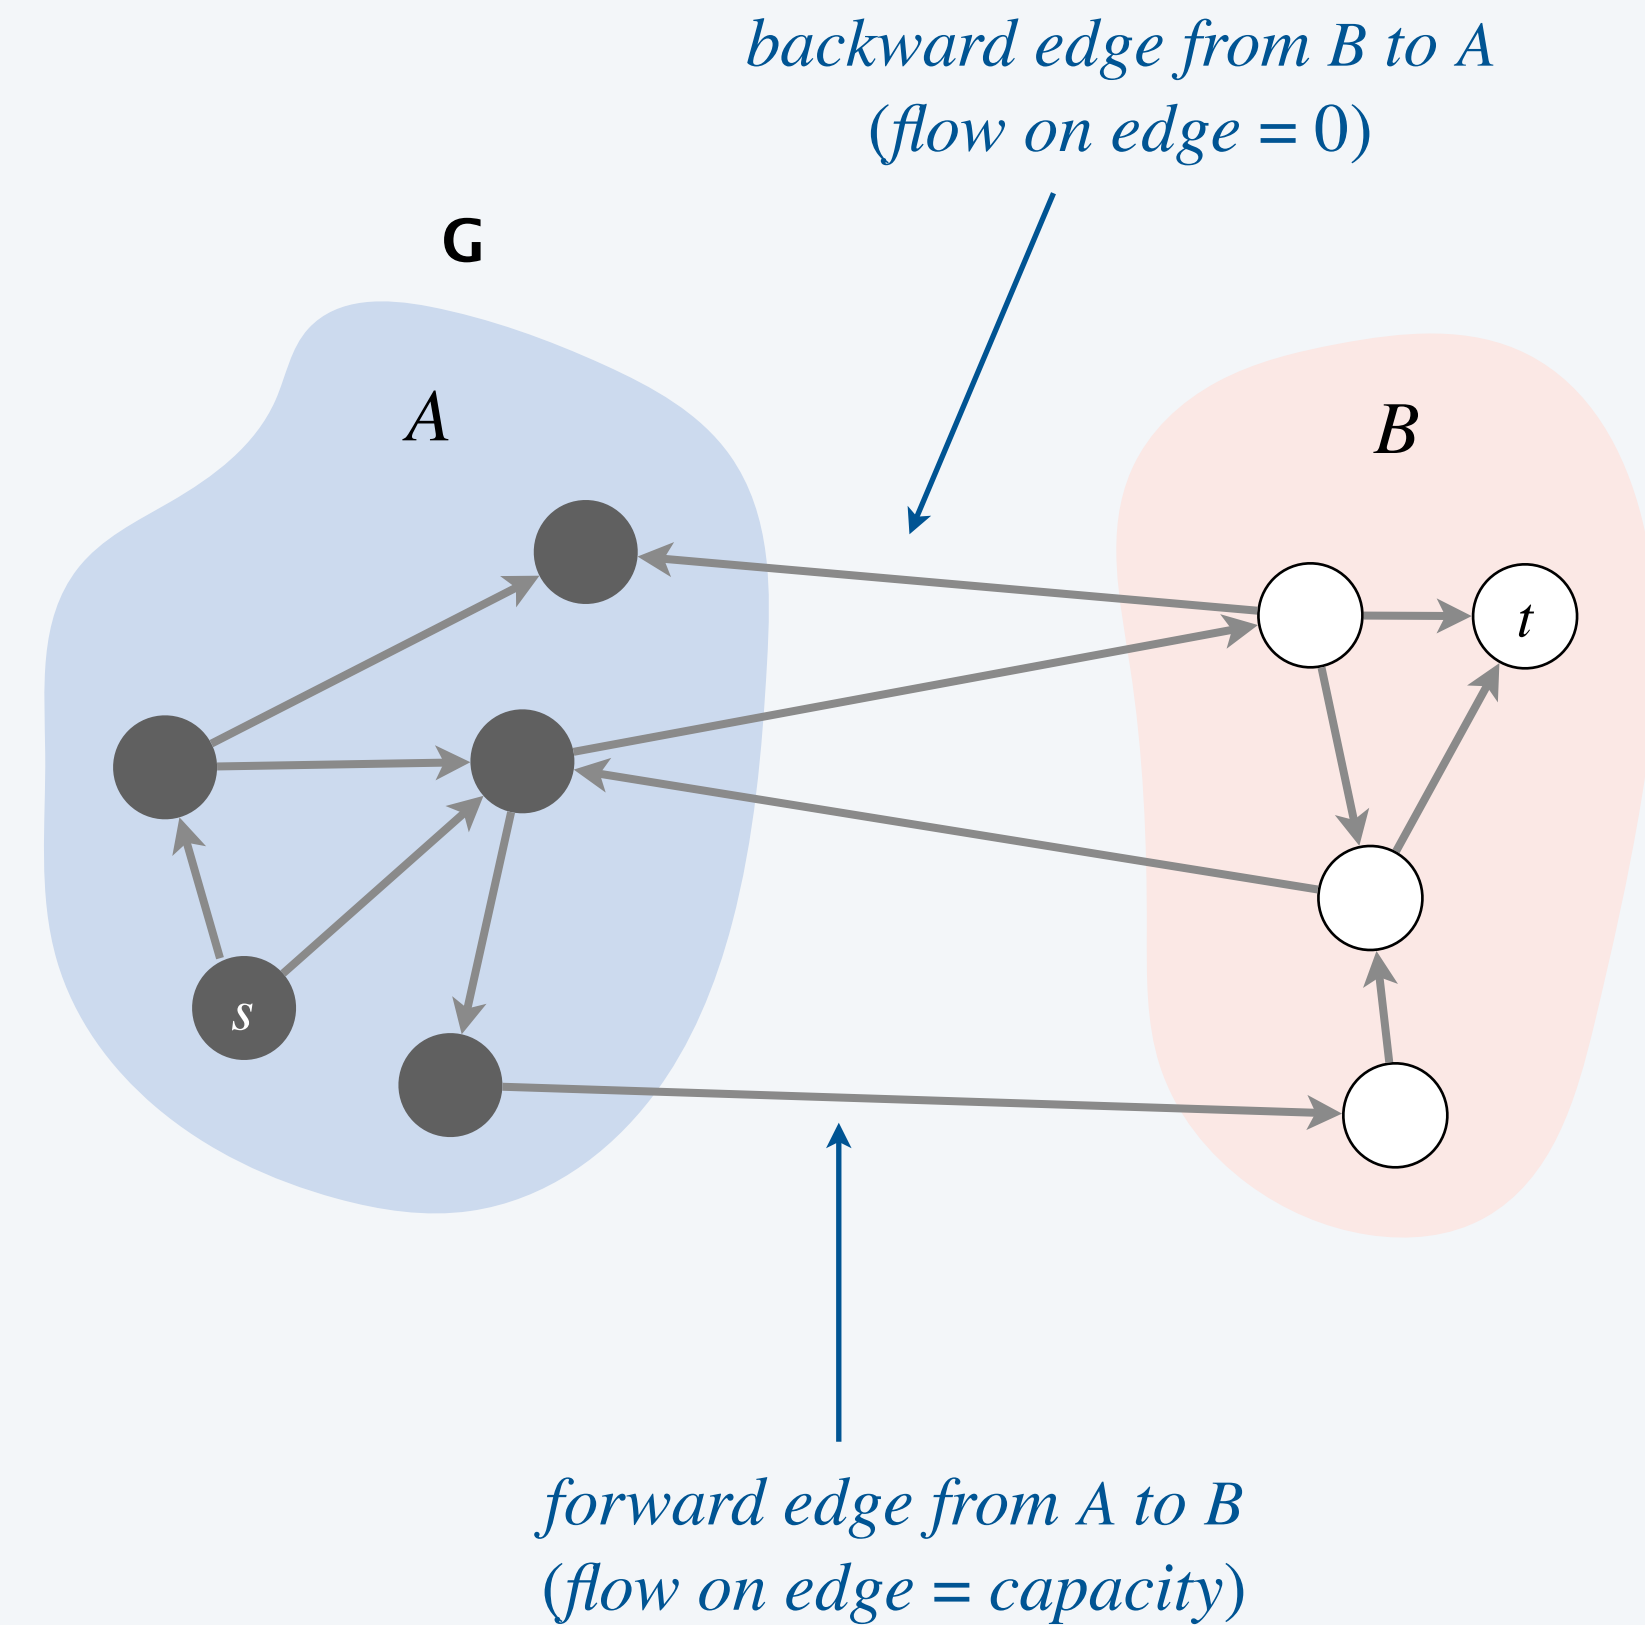 backward edge from B to A
(flow on edge = 0)
G
A
B
t
s
forward edge from A to B
(flow on edge = capacity)